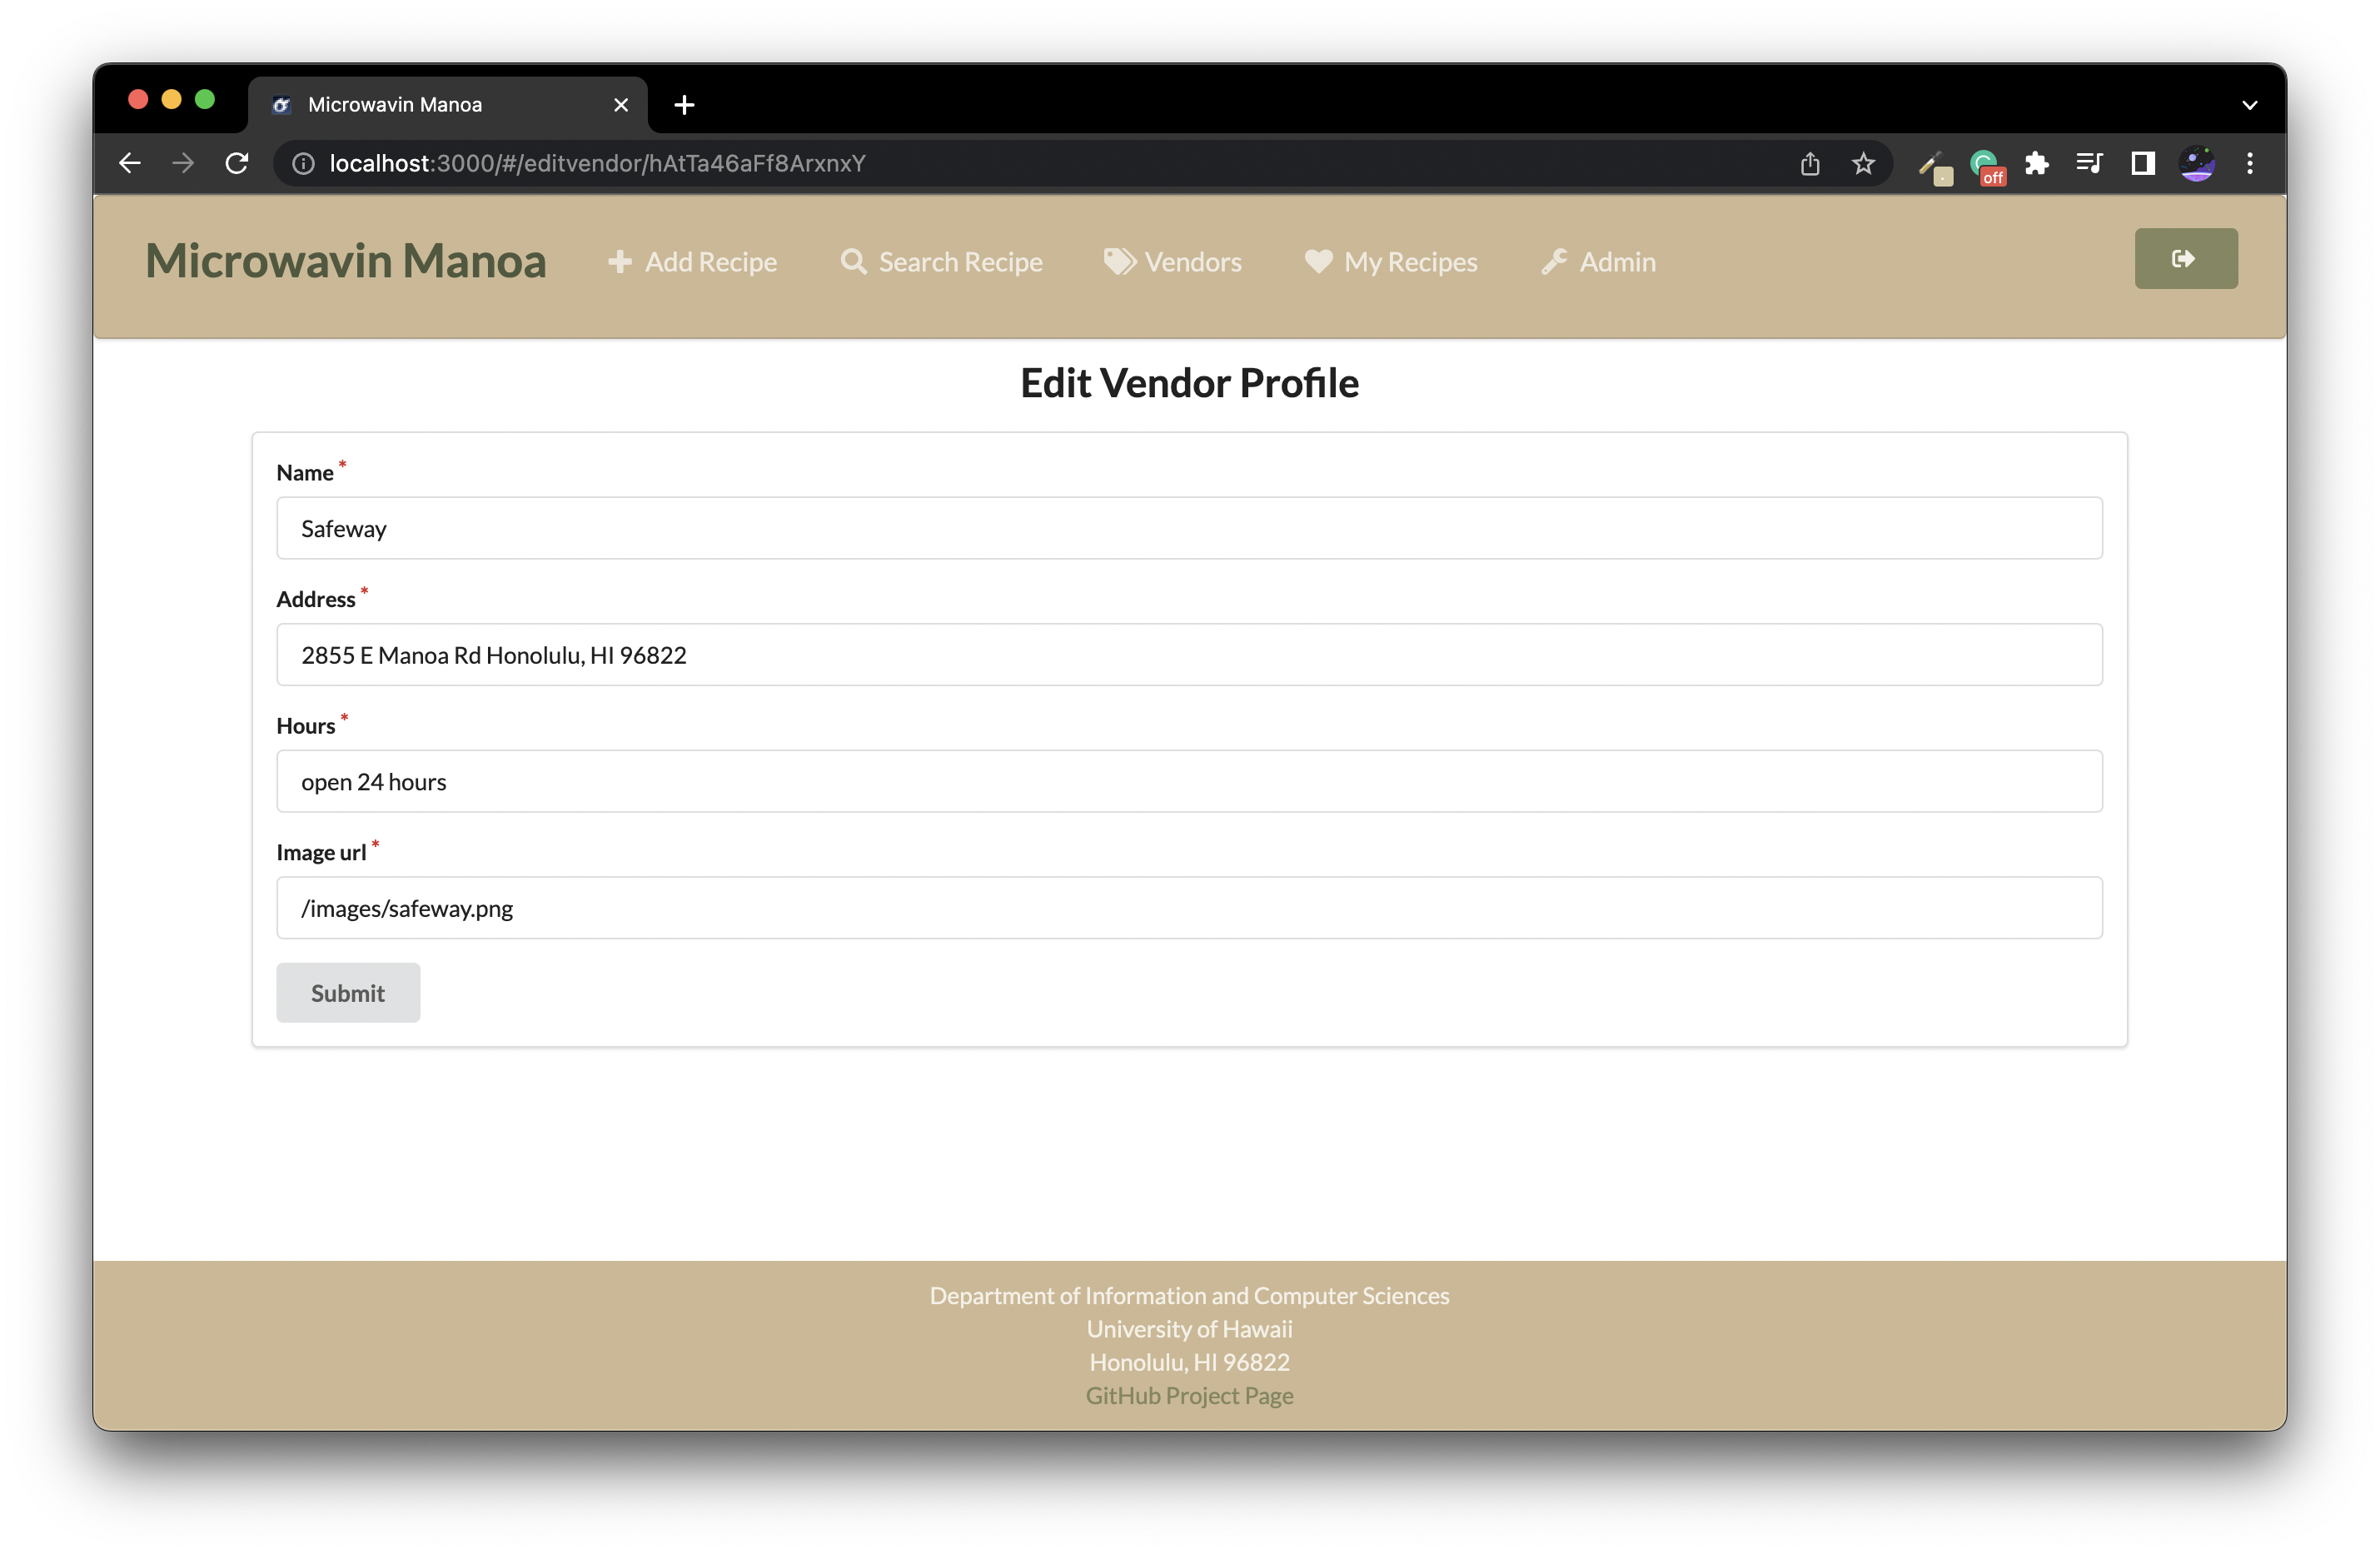 Microwavin Manoa
localhost:3000/#/editvendor/hAtTa46aFf8ArxnxY
off
Microwavin Manoa Add Recipe Search Recipe Vendors My Recipes Admin
Edit Vendor Profile
Name *
Safeway
Address *
2855 E Manoa Rd Honolulu, HI 96822
Hours *
open 24 hours
Image url *
/images/safeway.png
Submit
Department of Information and Computer Sciences
University of Hawaii
Honolulu, HI 96822
GitHub Project Page